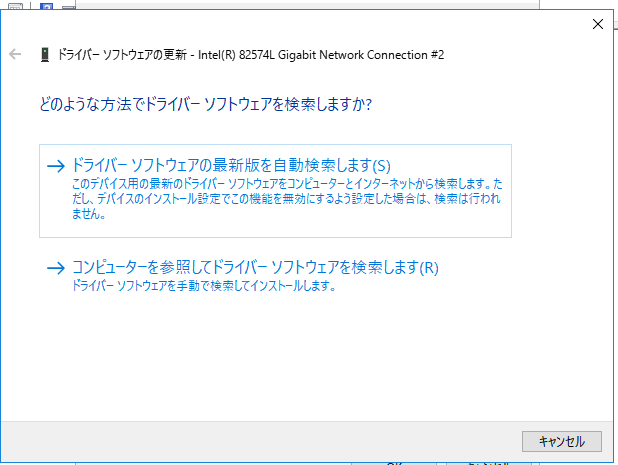 ドライバー ソフトウェアの更新 - Intel(R) 82574L Gigabit Network Connection #2
どのような方法でドライバー ソフトウェアを検索しますか?
ドライバー ソフトウェアの最新版を自動検索します(S)
このデバイス用の最新のドライバー ソフトウェアをコンピューターとインターネットから検索します。た
だし、デバイスのインストール設定でこの機能を無効にするよう設定した場合は、検索は行われ
ません。
コンピューターを参照してドライバー ソフトウェアを検索します(R)
ドライバー ソフトウェアを手動で検索してインストールします。
キャンセル